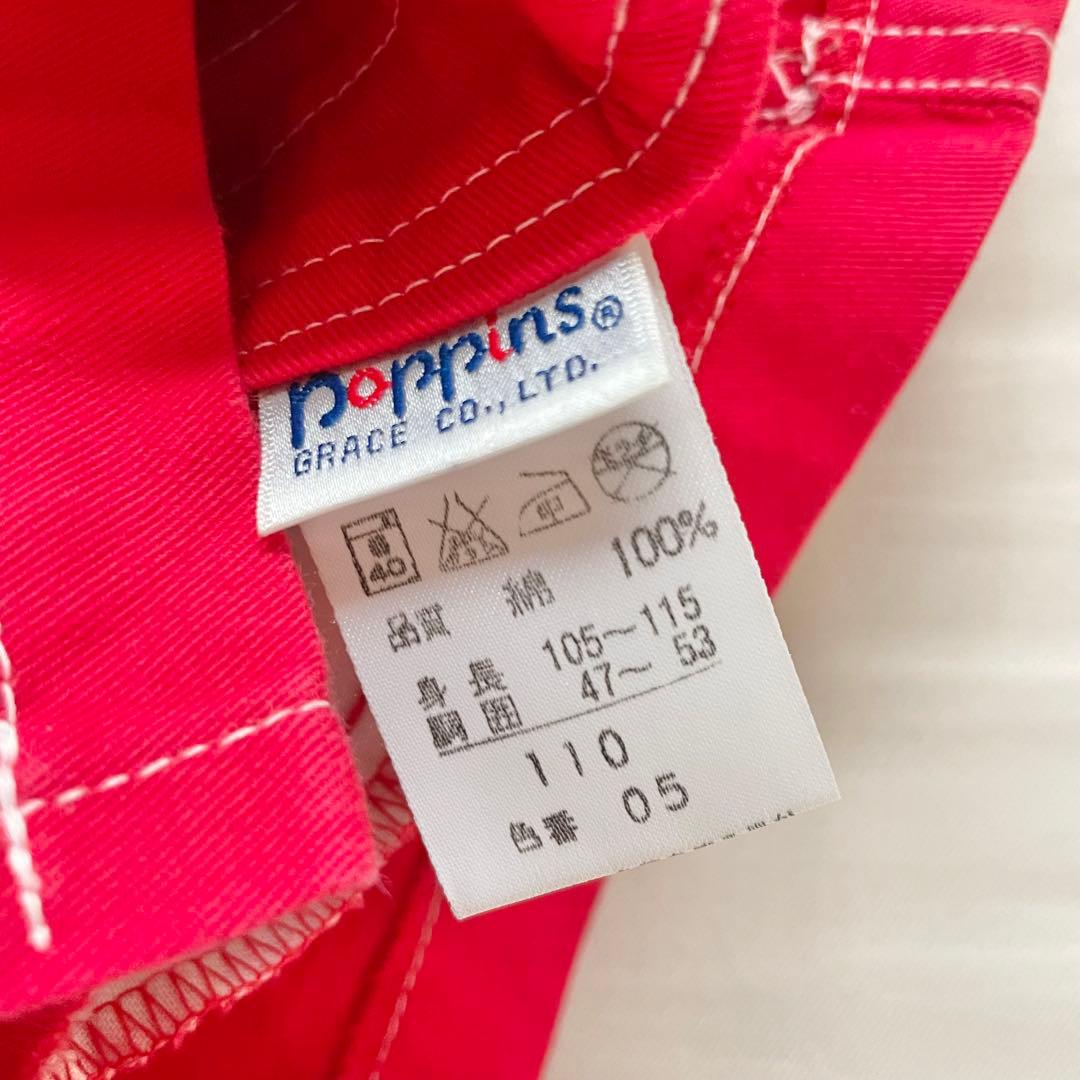 poppins®
GRACE CO., LTD.
40 中
品質 綿 100%
身長 105〜115
胴囲 47〜 53
110
色番 05